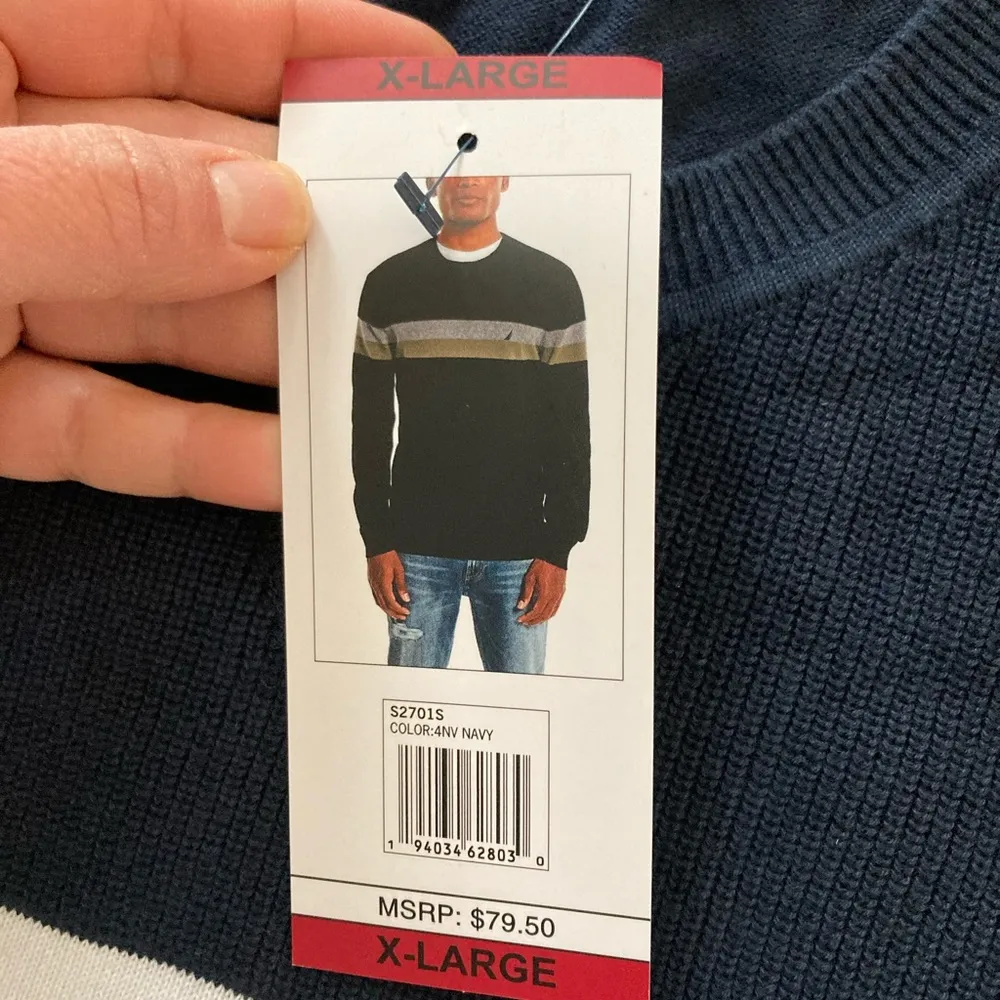 X-LARGE
S2701S
COLOR:4NV NAVY
1 94034 62803 0
MSRP: $79.50
X-LARGE